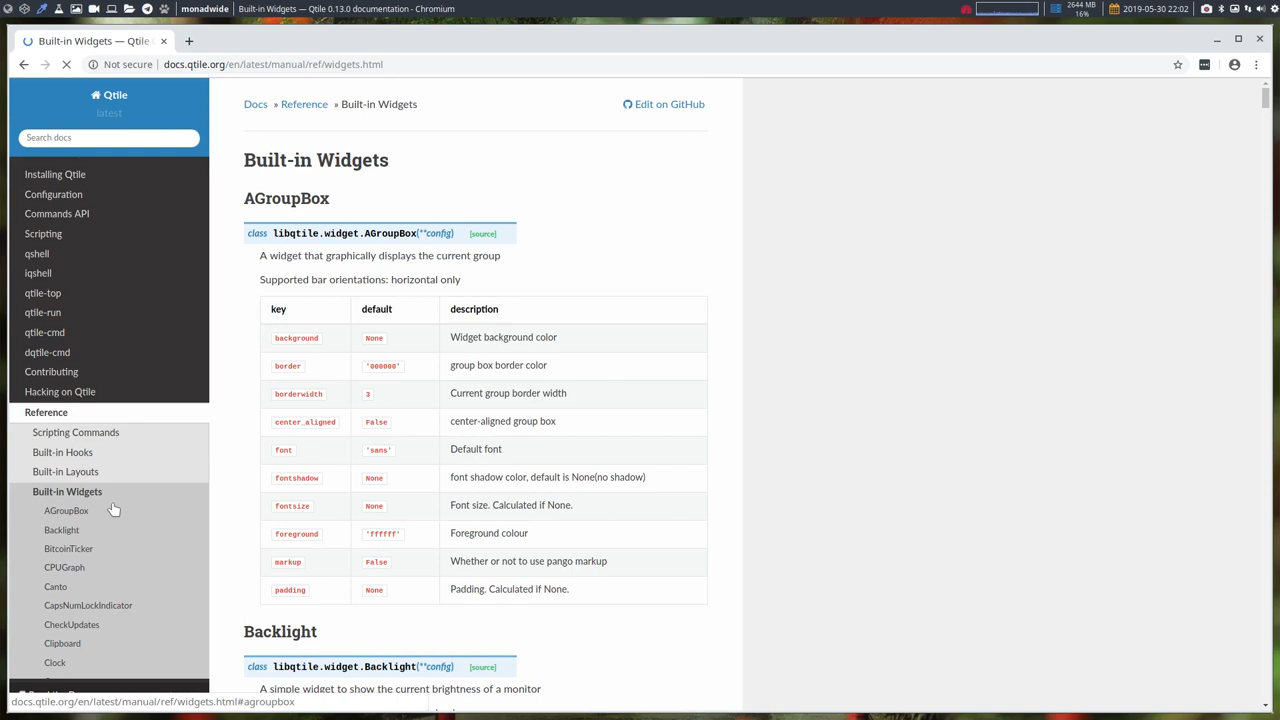 monadwide
Built-in Widgets — Qtile 0.13.0 documentation - Chromium
2644 MB
16%
2019-05-30 22:02
Built-in Widgets — Qtile
Not secure
docs.qtile.org/en/latest/manual/ref/widgets.html
Qtile
latest
Search docs
Installing Qtile
Configuration
Commands API
Scripting
qshell
iqshell
qtile-top
qtile-run
qtile-cmd
dqtile-cmd
Contributing
Hacking on Qtile
Reference
Scripting Commands
Built-in Hooks
Built-in Layouts
Built-in Widgets
AGroupBox
Backlight
BitcoinTicker
CPUGraph
Canto
CapsNumLockIndicator
CheckUpdates
Clipboard
Clock
docs.qtile.org/en/latest/manual/ref/widgets.html#agroupbox
Docs » Reference » Built-in Widgets
Edit on GitHub
Built-in Widgets
AGroupBox
class libqtile.widget.AGroupBox(**config) [source]
A widget that graphically displays the current group
Supported bar orientations: horizontal only
key default description
background None Widget background color
border '000000' group box border color
borderwidth 3 Current group border width
center_aligned False center-aligned group box
font 'sans' Default font
fontshadow None font shadow color, default is None(no shadow)
fontsize None Font size. Calculated if None.
foreground 'ffffff' Foreground colour
markup False Whether or not to use pango markup
padding None Padding. Calculated if None.
Backlight
class libqtile.widget.Backlight(**config) [source]
A simple widget to show the current brightness of a monitor